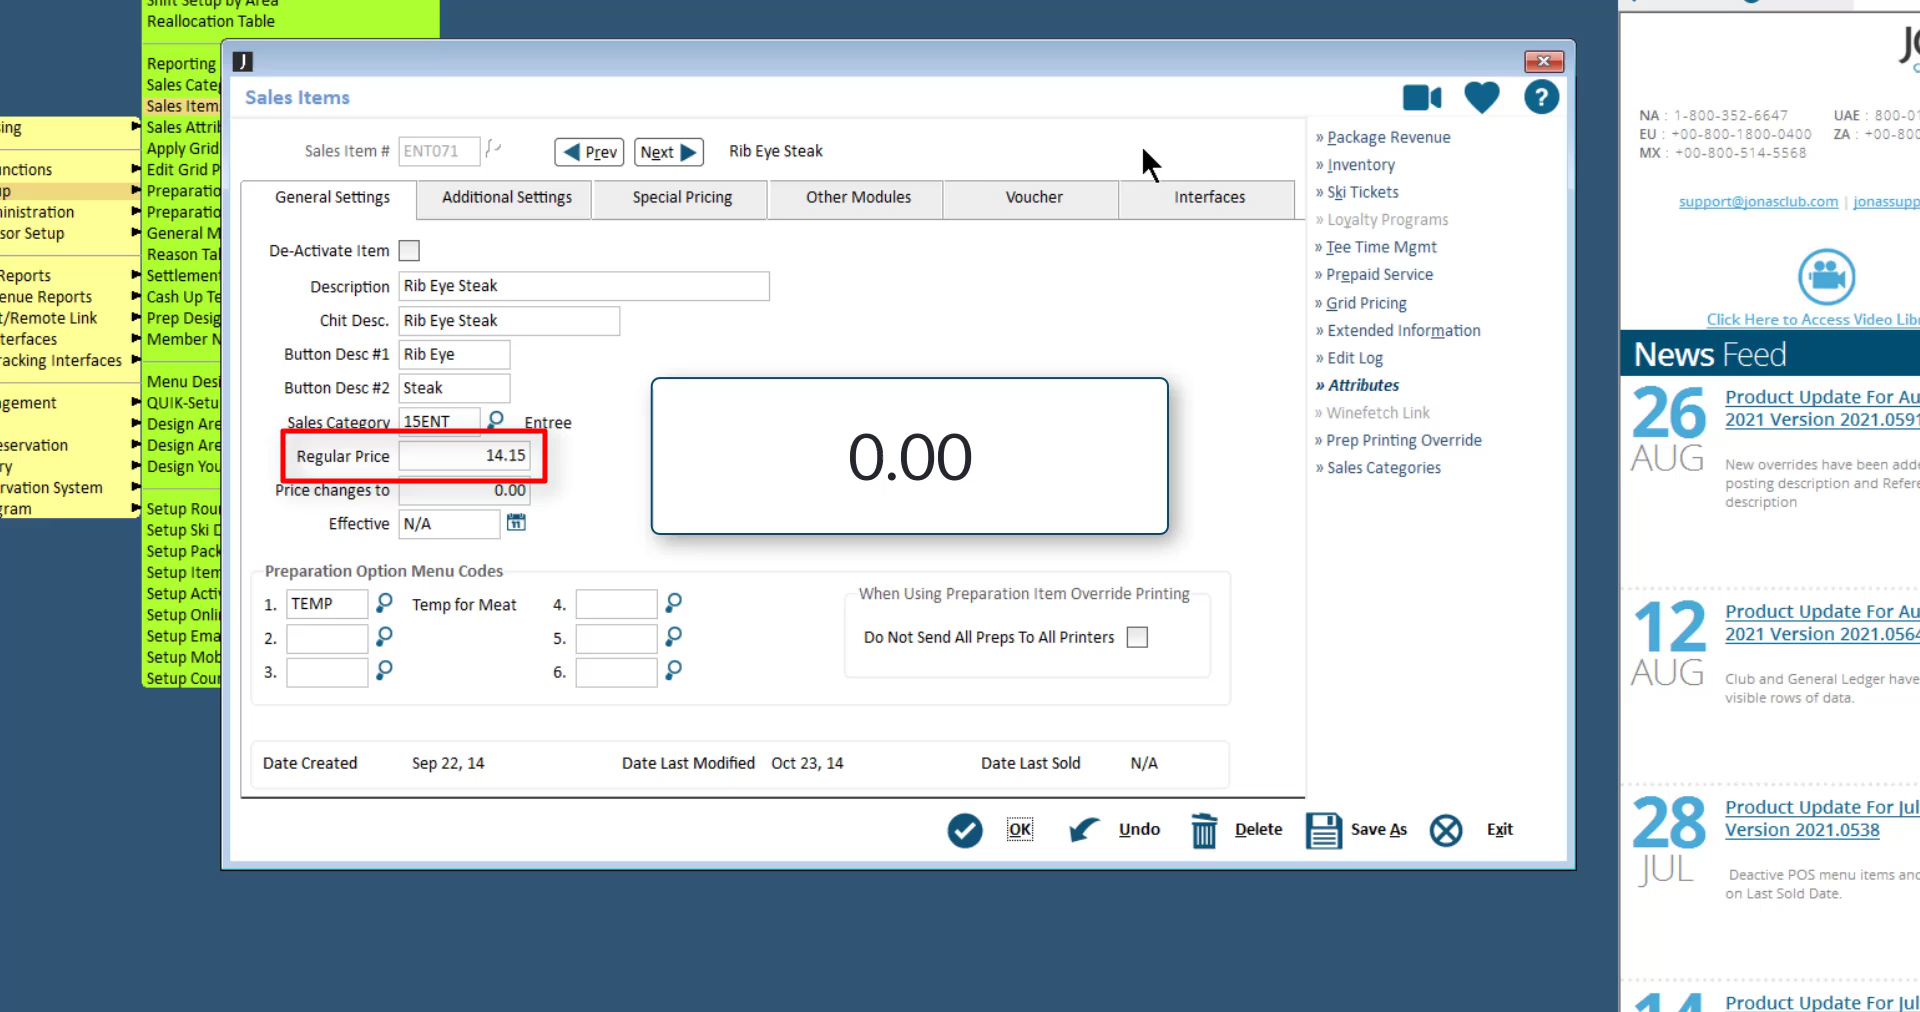 Reallocation Table
Reporting
Sales Item
Sales Attri
Apply Grid
Edit Grid P
Preparatio
Preparatio
General M
Reason Tal
Settlement
Cash Up Te
Prep Desig
Member N
Menu Desi
QUIK-Setu
Design Are
Design Are
Design You
Setup Rou
Setup Ski D
Setup Pack
Setup Item
Setup Acti
Setup Onli
Setup Ema
Setup Mob
Setup Cour
ing
nctions
p
inistration
sor Setup
Reports
enue Reports
t/Remote Link
terfaces
racking Interfaces
gement
eservation
ry
rvation System
gram
J
Sales Items
Sales Item # ENT071 Prev Next Rib Eye Steak
General Settings Additional Settings Special Pricing Other Modules Voucher Interfaces
De-Activate Item
Description Rib Eye Steak
Chit Desc. Rib Eye Steak
Button Desc #1 Rib Eye
Button Desc #2 Steak
Sales Category 15ENT Entree
Regular Price 14.15
Price changes to 0.00
Effective N/A
0.00
Preparation Option Menu Codes
1. TEMP Temp for Meat 4.
2. 5.
3. 6.
When Using Preparation Item Override Printing
Do Not Send All Preps To All Printers
Date Created Sep 22, 14 Date Last Modified Oct 23, 14 Date Last Sold N/A
OK Undo Delete Save As Exit
» Package Revenue
» Inventory
» Ski Tickets
» Loyalty Programs
» Tee Time Mgmt
» Prepaid Service
» Grid Pricing
» Extended Information
» Edit Log
» Attributes
» Winefetch Link
» Prep Printing Override
» Sales Categories
JO
NA : 1-800-352-6647 UAE : 800-01
EU : +00-800-1800-0400 ZA : +00-800
MX : +00-800-514-5568
support@jonasclub.com | jonassupp
Click Here to Access Video Libr
News Feed
26 AUG
Product Update For Au
2021 Version 2021.0591
New overrides have been adde
posting description and Refere
description
12 AUG
Product Update For Au
2021 Version 2021.0564
Club and General Ledger have
visible rows of data.
28 JUL
Product Update For Jul
Version 2021.0538
Deactive POS menu items and
on Last Sold Date.
14
Product Update For Jul